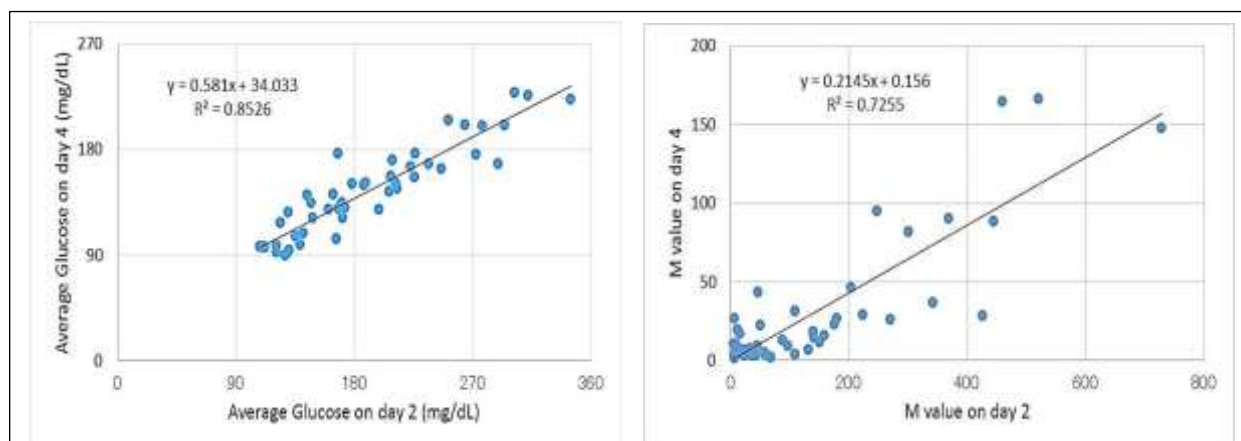 270
180
90
0
0
90
180
270
360
Average Glucose on day 4 (mg/dL)
y = 0.581x + 34.033
R² = 0.8526
Average Glucose on day 2 (mg/dL)
200
150
100
50
0
0
200
400
600
800
M value on day 4
y = 0.2145x + 0.156
R² = 0.7255
M value on day 2